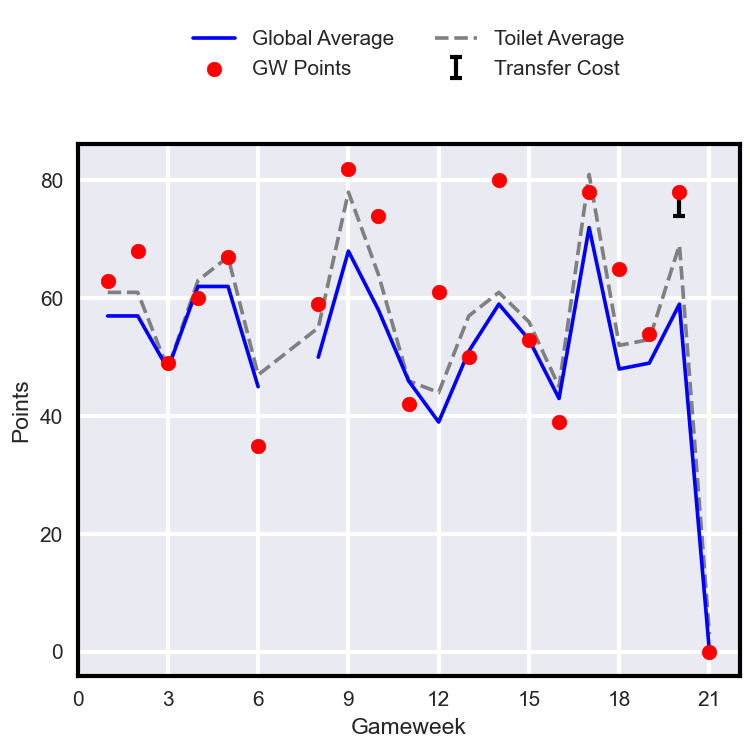 Global Average
Toilet Average
GW Points
Transfer Cost
80
60
40
20
0
Points
0 3 6 9 12 15 18 21
Gameweek